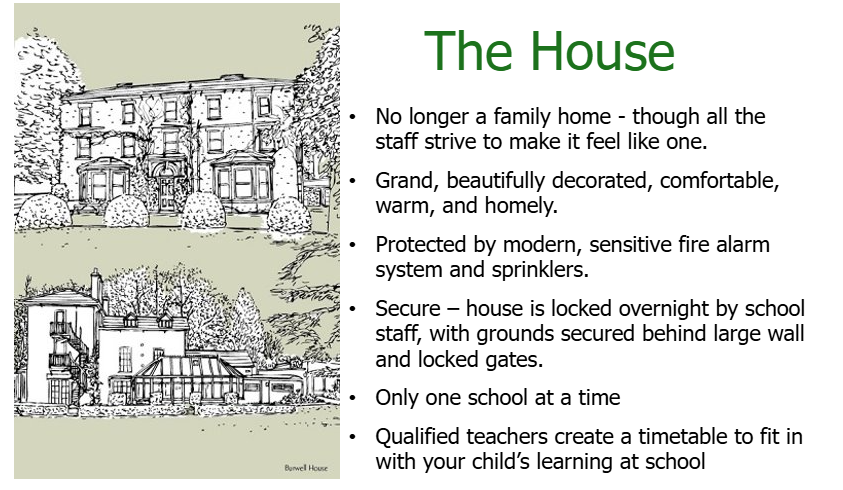 The House
• No longer a family home - though all the
staff strive to make it feel like one.
• Grand, beautifully decorated, comfortable,
warm, and homely.
• Protected by modern, sensitive fire alarm
system and sprinklers.
• Secure – house is locked overnight by school
staff, with grounds secured behind large wall
and locked gates.
• Only one school at a time
• Qualified teachers create a timetable to fit in
with your child’s learning at school
Burwell House